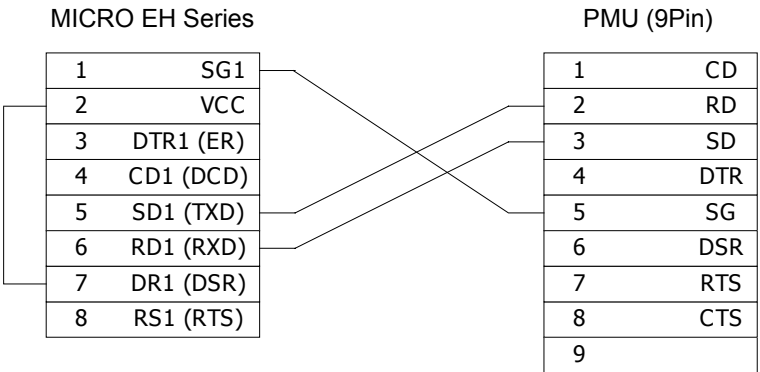 MICRO EH Series
PMU (9Pin)
1 SG1
2 VCC
3 DTR1 (ER)
4 CD1 (DCD)
5 SD1 (TXD)
6 RD1 (RXD)
7 DR1 (DSR)
8 RS1 (RTS)
1 CD
2 RD
3 SD
4 DTR
5 SG
6 DSR
7 RTS
8 CTS
9